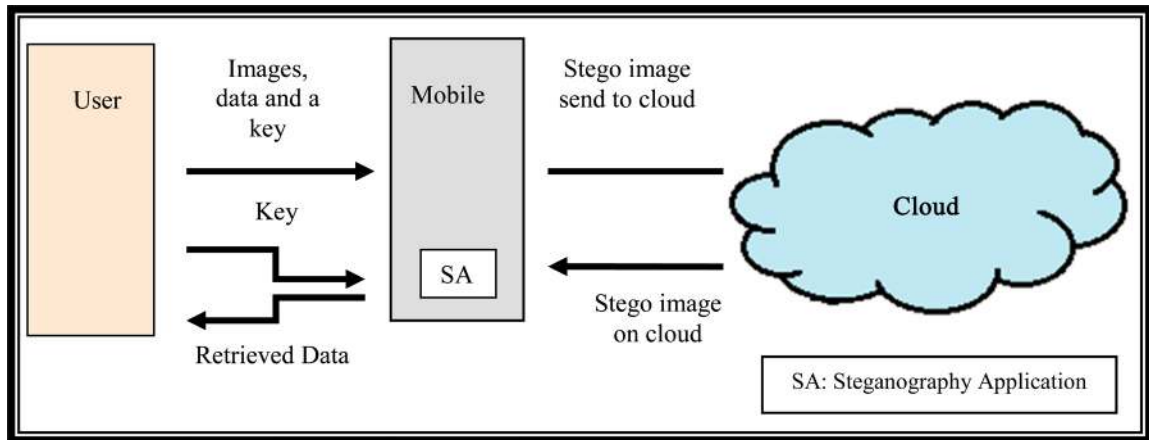 User
Images,
data and a
key
Key
Retrieved Data
Mobile
SA
Stego image
send to cloud
Stego image
on cloud
Cloud
SA: Steganography Application